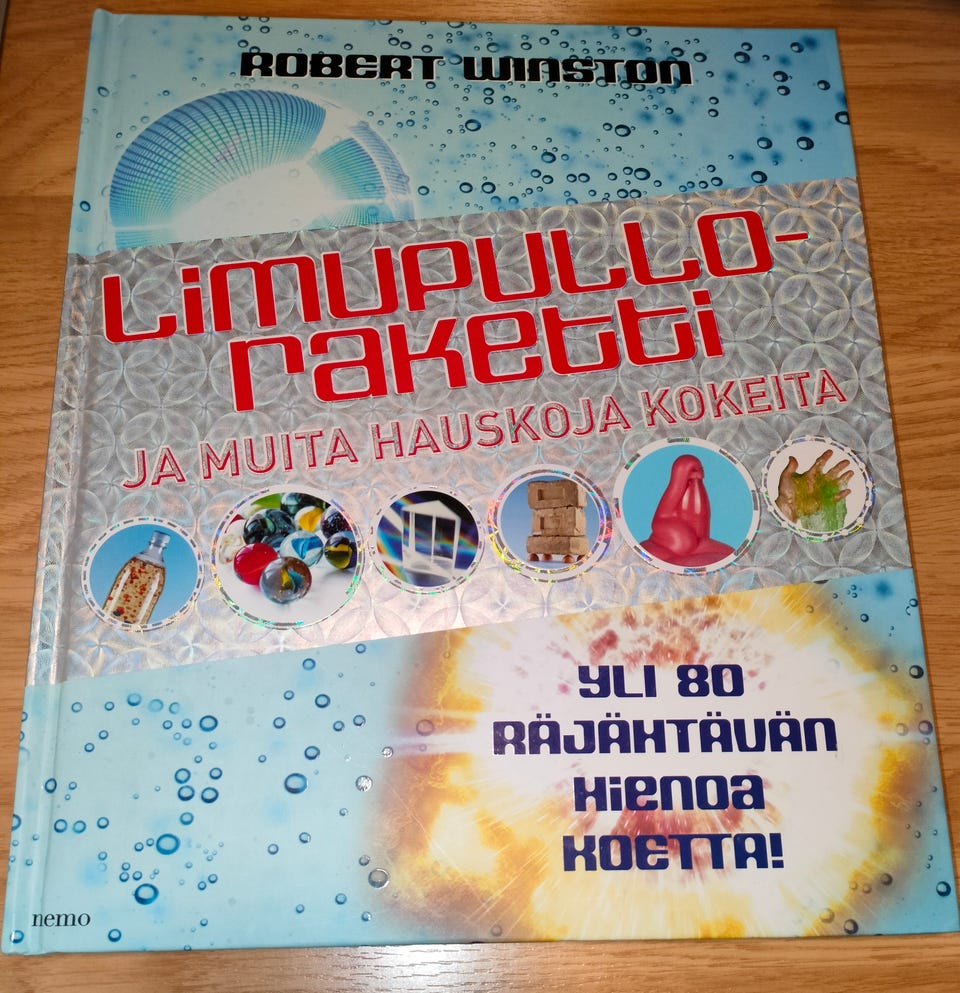 ROBERT WINSTON
Limupullo-
raketti
JA MUITA HAUSKOJA KOKEITA
YLI 80
RÄJÄHTÄVÄN
Hienoa
KOETTA!
nemo